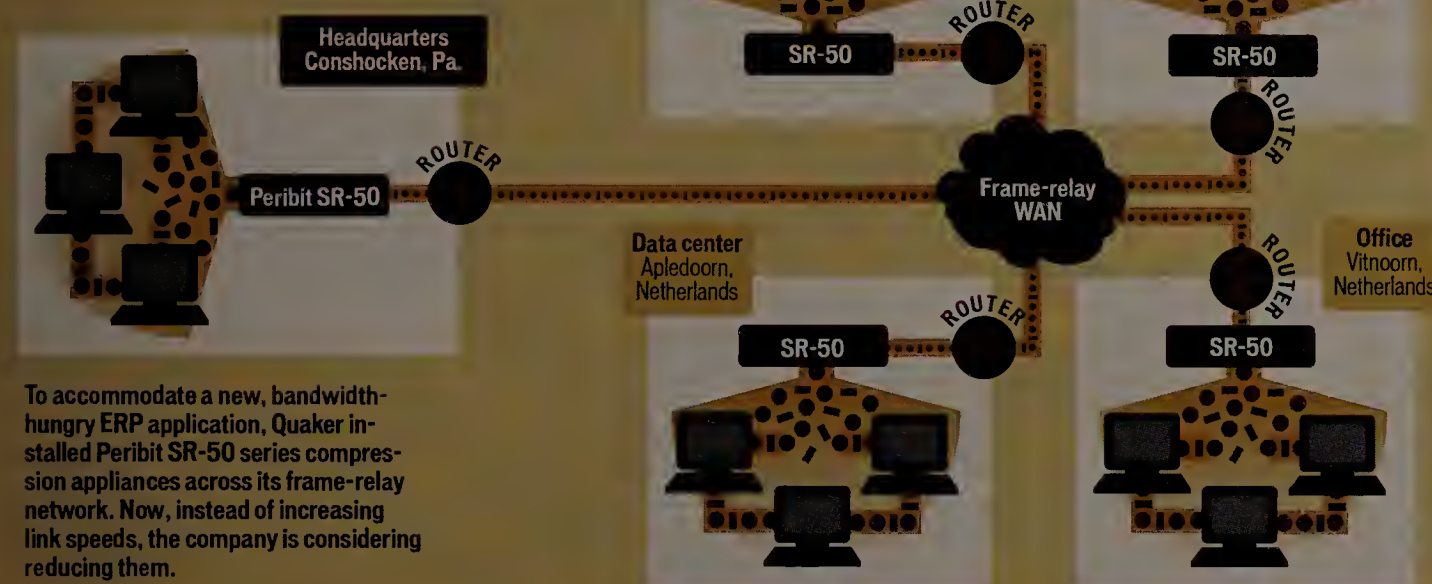 Headquarters
Conshocken, Pa.
ROUTER
SR-50
SR-50
ROUTER
ROUTER
Peribit SR-50
Frame-relay
WAN
Data center
Apledoorn,
Netherlands
ROUTER
Office
Vitnoorn,
Netherlands
ROUTER
SR-50
SR-50
To accommodate a new, bandwidth-
hungry ERP application, Quaker in-
stalled Peribit SR-50 series compres-
sion appliances across its frame-relay
network. Now, instead of increasing
link speeds, the company is considering
reducing them.